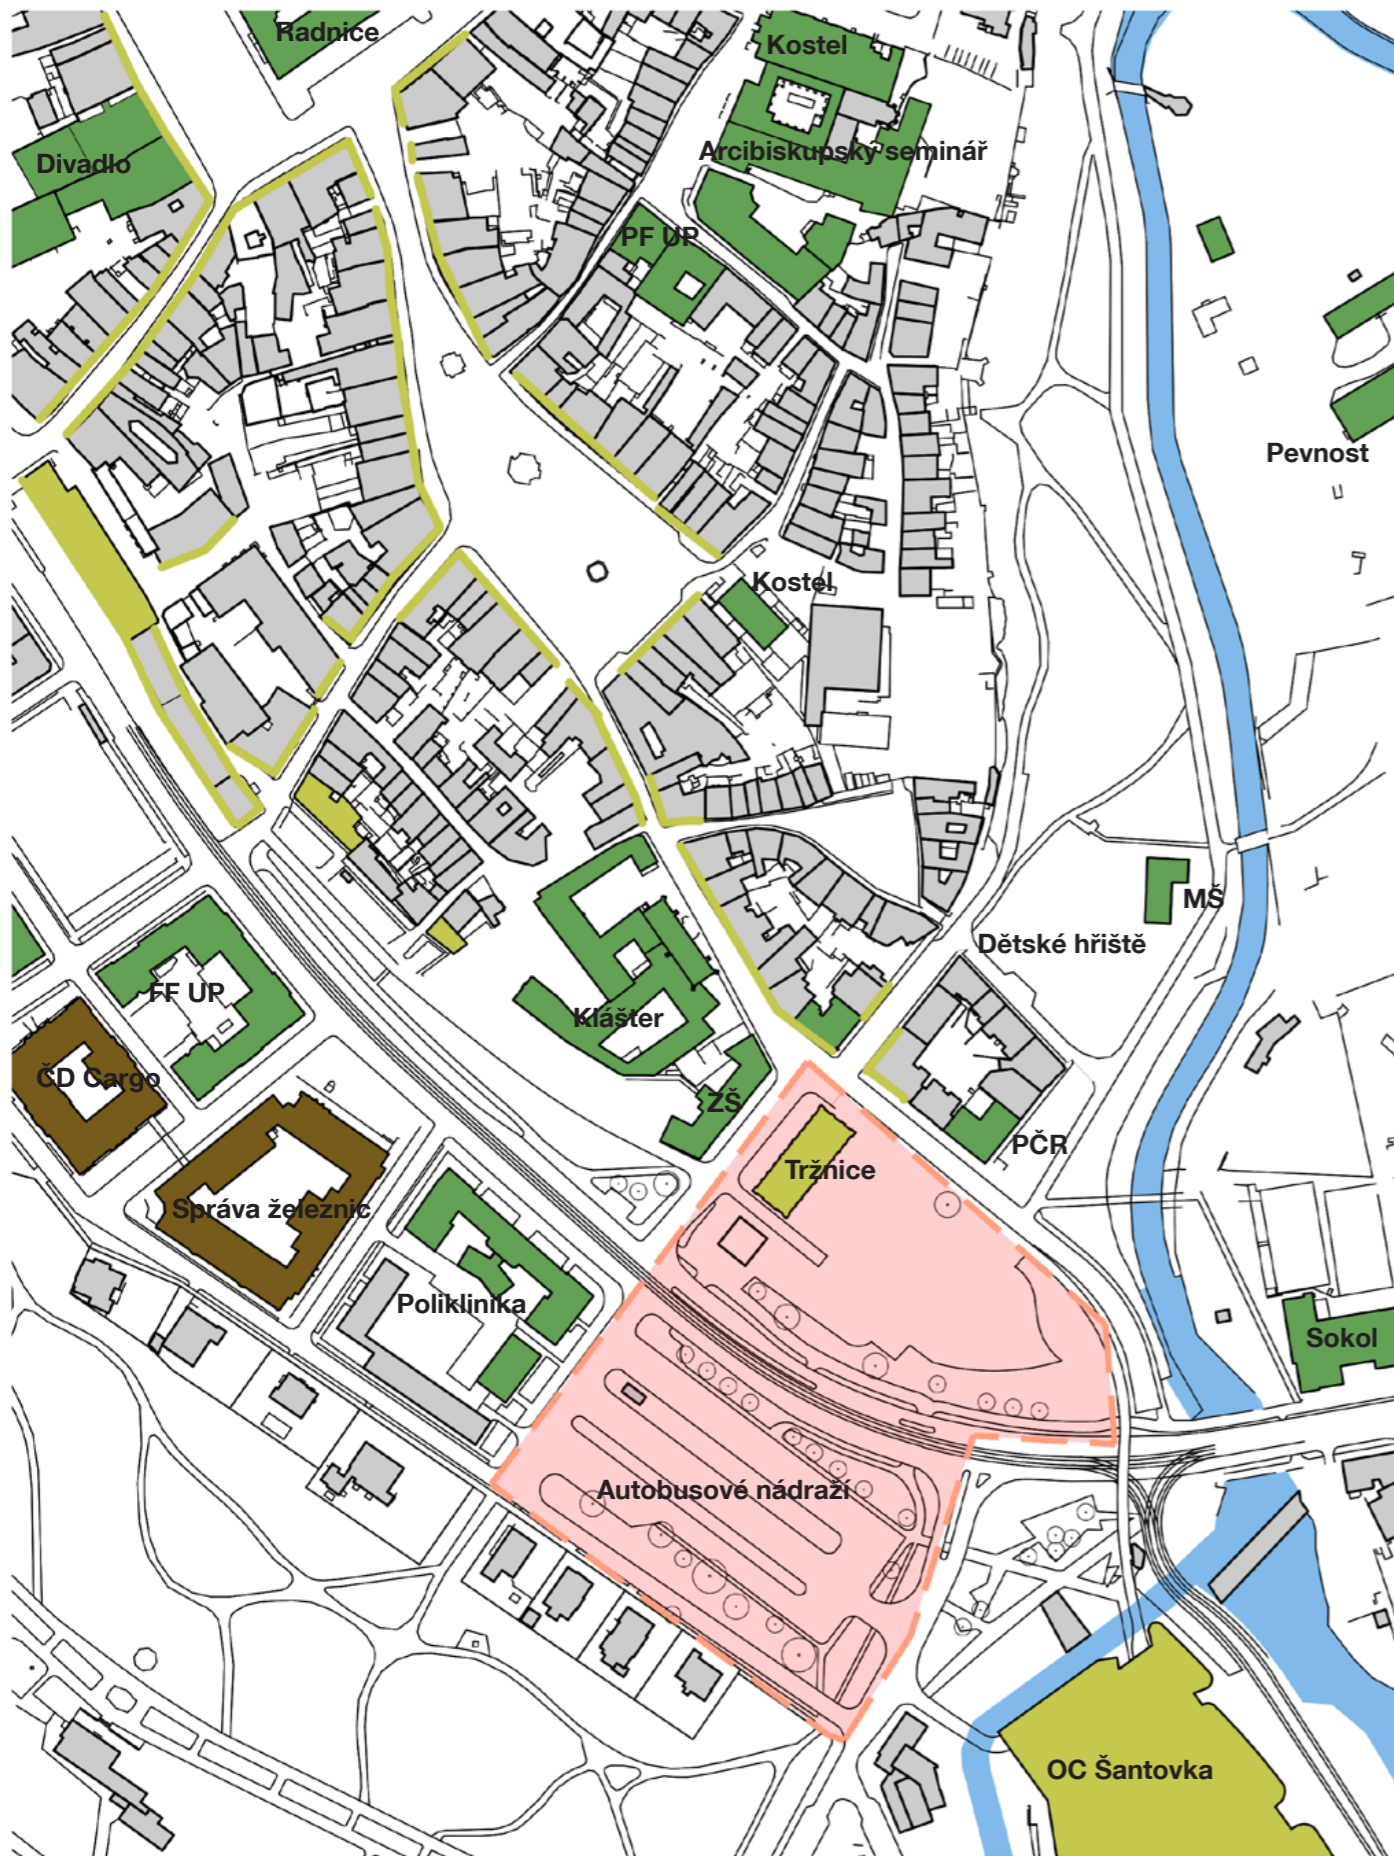 Radnice
Kostel
Divadlo
Arcibiskupský seminář
PF UP
Pevnost
Kostel
MŠ
Dětské hřiště
FF UP
Klášter
ČD Cargo
ZŠ
PČR
Tržnice
Správa železnic
Poliklinika
Sokol
Autobusové nádraží
OC Šantovka